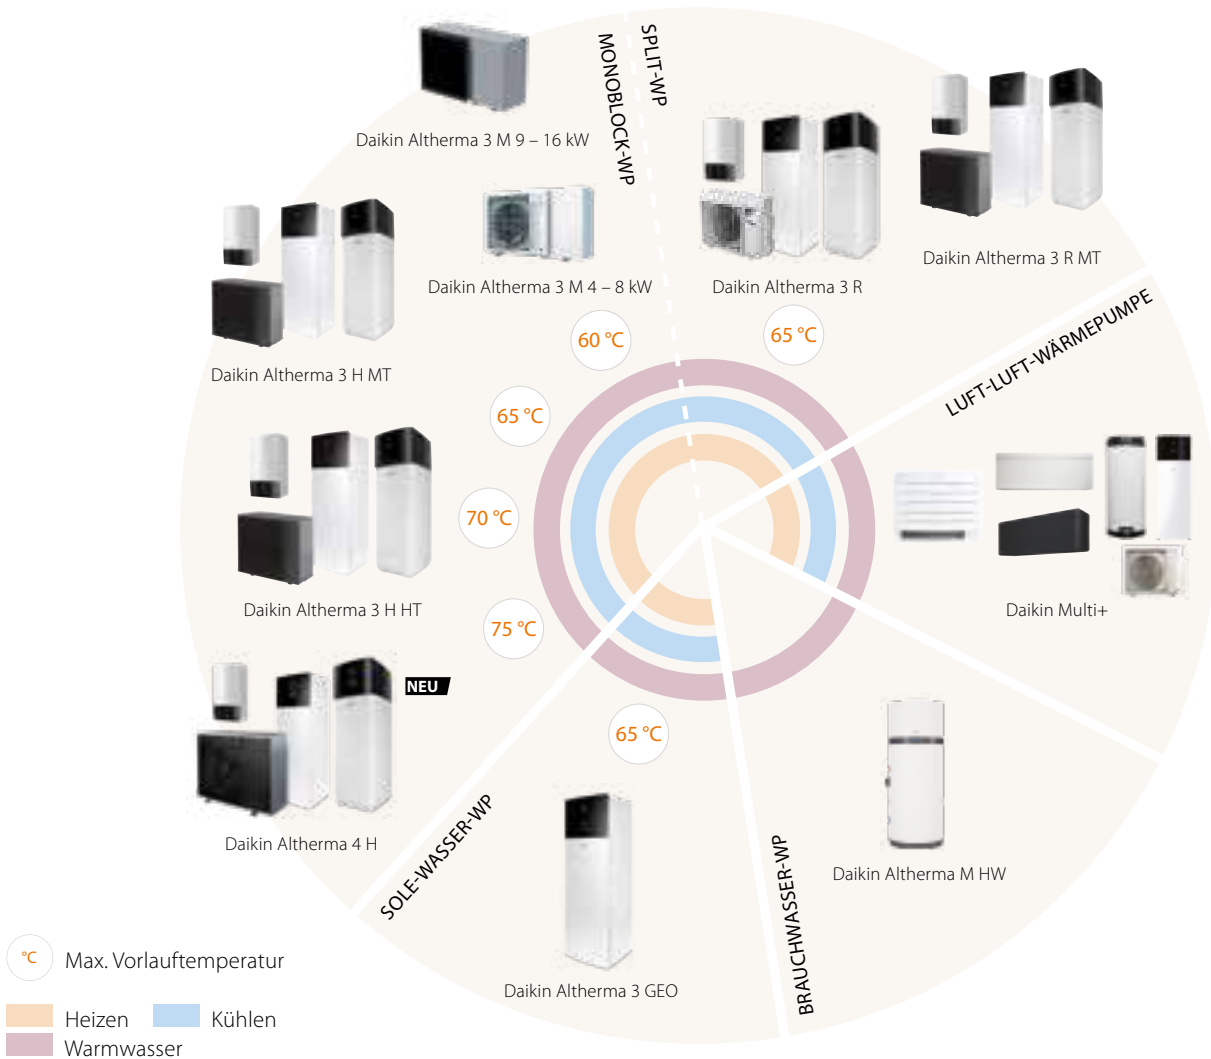 SPLIT-WP
MONOBLOCK-WP
Daikin Altherma 3 M 9 – 16 kW
Daikin Altherma 3 R MT
Daikin Altherma 3 M 4 – 8 kW
Daikin Altherma 3 R
LUFT-LUFT-WÄRMEPUMPE
60 °C
65 °C
Daikin Altherma 3 H MT
65 °C
70 °C
Daikin Altherma 3 H HT
Daikin Multi+
75 °C
NEU
65 °C
Daikin Altherma 4 H
SOLE-WASSER-WP
BRAUCHWASSER-WP
Daikin Altherma M HW
Daikin Altherma 3 GEO
°C
Max. Vorlauftemperatur
Heizen
Kühlen
Warmwasser